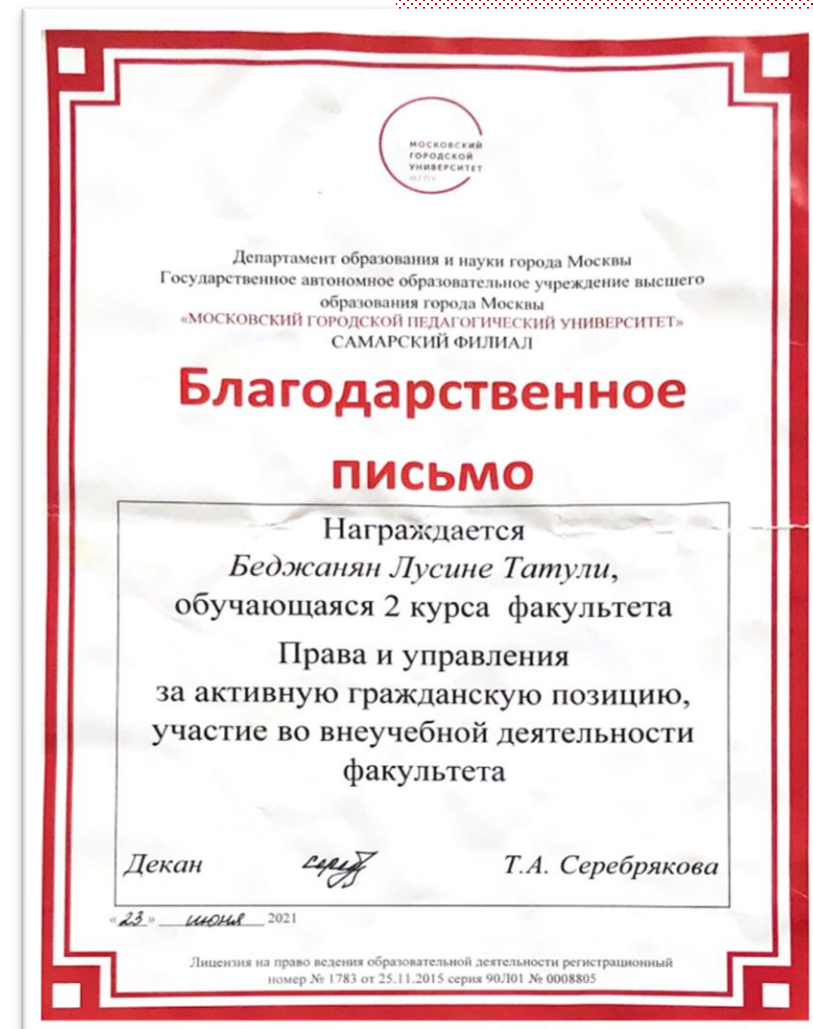 МОСКОВСКИЙ
ГОРОДСКОЙ
УНИВЕРСИТЕТ
МГПУ
Департамент образования и науки города Москвы
Государственное автономное образовательное учреждение высшего
образования города Москвы
«МОСКОВСКИЙ ГОРОДСКОЙ ПЕДАГОГИЧЕСКИЙ УНИВЕРСИТЕТ»
САМАРСКИЙ ФИЛИАЛ
Благодарственное
письмо
Награждается
Беджанян Лусине Татули,
обучающаяся 2 курса факультета
Права и управления
за активную гражданскую позицию,
участие во внеучебной деятельности
факультета
Декан Т.А. Серебрякова
«23» июня 2021
Лицензия на право ведения образовательной деятельности регистрационный
номер № 1783 от 25.11.2015 серия 90Л01 № 0008805